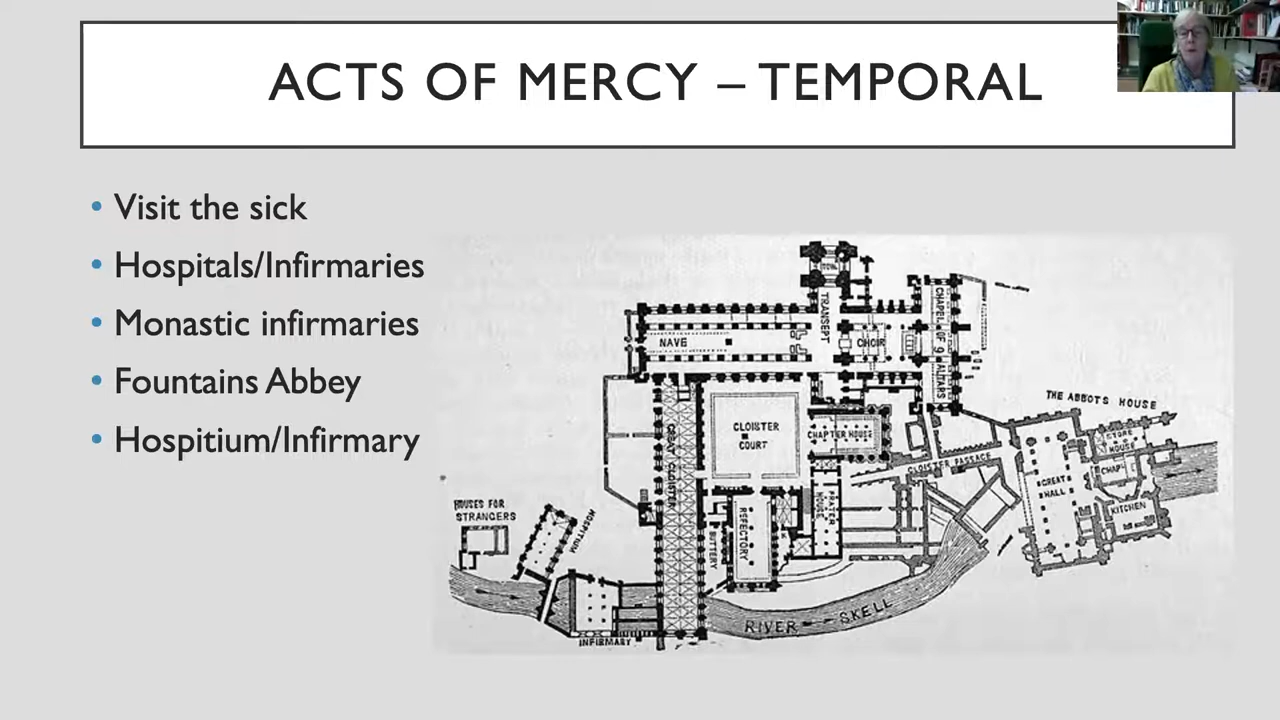 ACTS OF MERCY – TEMPORAL
• Visit the sick
• Hospitals/Infirmaries
• Monastic infirmaries
• Fountains Abbey
• Hospitium/Infirmary
TRANSEPT
NAVE
CHOIR
CHAPEL OF 9 ALTARS
THE ABBOTS HOUSE
CLOISTER
COURT
CHAPTER HOUSE
GREAT CLOISTER
CLOISTER PASSAGE
STORE
HOUSE
GREAT
HALL
CHAP
KITCHEN
HOUSES FOR
STRANGERS
HOSPITIUM
REFECTORY
BUTTERY
FRATER
HOUSE
RIVER SKELL
INFIRMARY